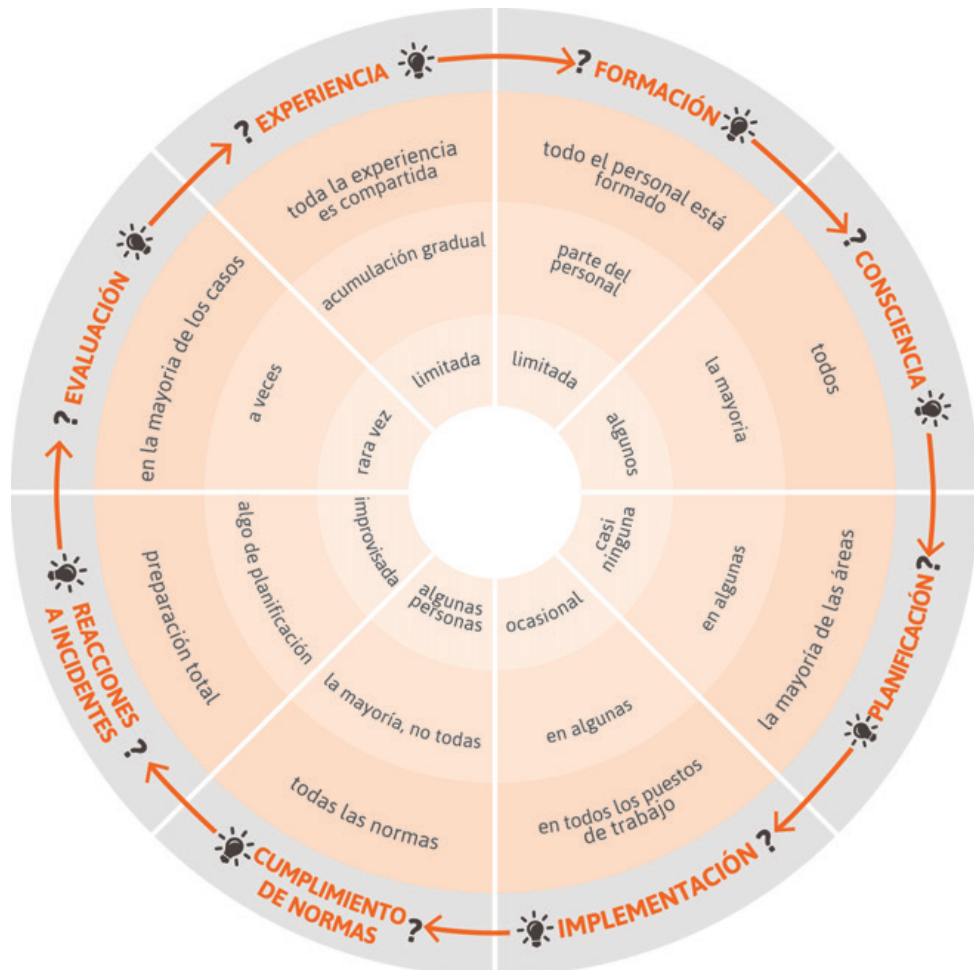 ? EXPERIENCIA
toda la experiencia
es compartida
acumulación gradual
limitada
? FORMACIÓN
todo el personal está
formado
parte del
personal
limitada
? CONSCIENCIA
todos
la mayoria
algunos
PLANIFICACIÓN ?
la mayoría de las áreas
en algunas
casi
ninguna
IMPLEMENTACIÓN ?
en todos los puestos
de trabajo
en algunas
ocasional
CUMPLIMIENTO ?
DE NORMAS
todas las normas
la mayoría, no todas
algunas
personas
REACCIONES ?
A INCIDENTES
preparación total
algo de planificación
improvisada
? EVALUACIÓN
en la mayoria de los casos
a veces
rara vez